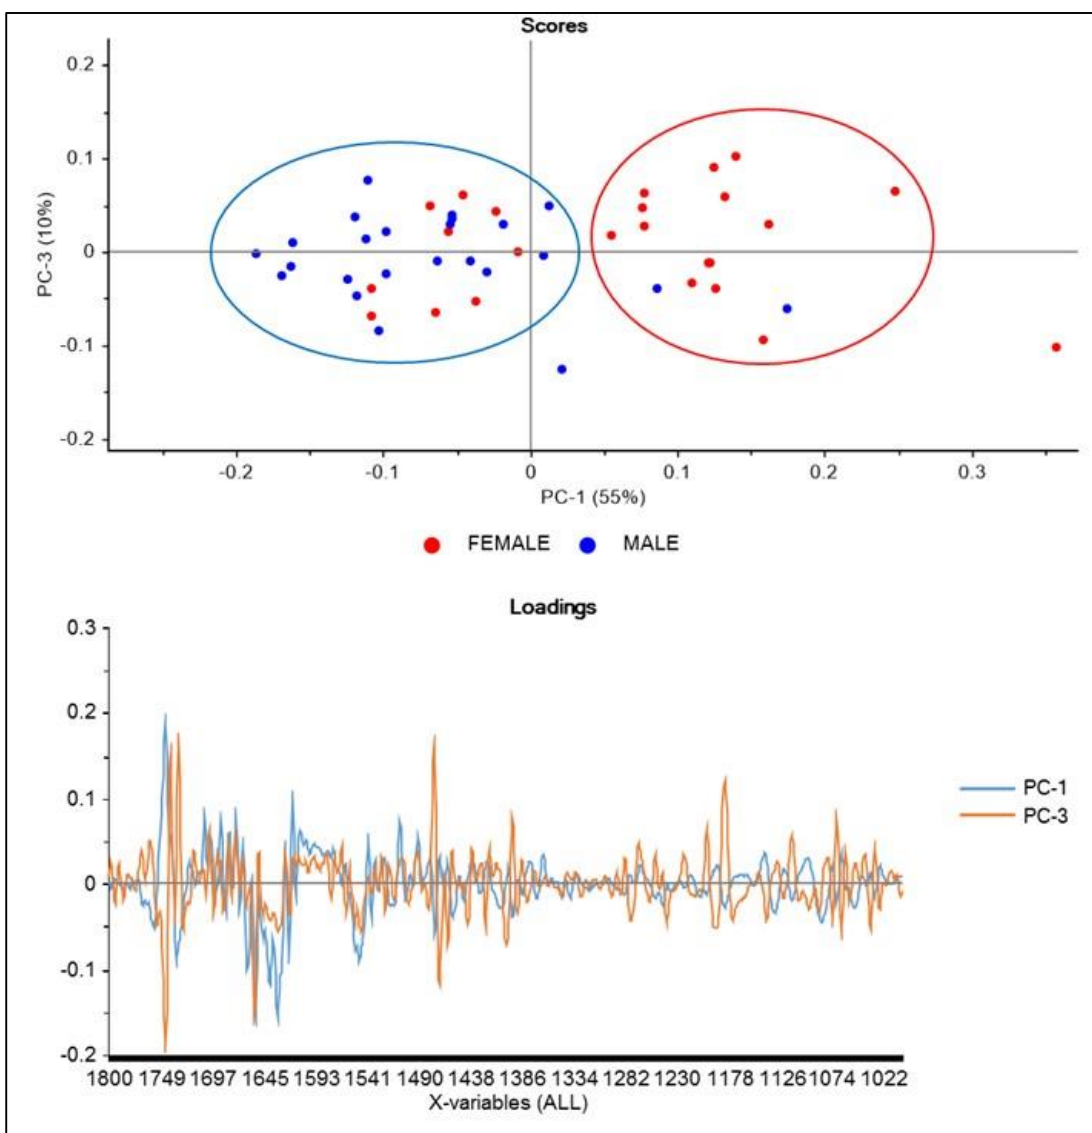 Scores
0.2
0.1
0
-0.1
-0.2
PC-3 (10%)
-0.2 -0.1 0 0.1 0.2 0.3
PC-1 (55%)
FEMALE MALE
Loadings
0.3
0.2
0.1
0
-0.1
-0.2
PC-1
PC-3
1800 1749 1697 1645 1593 1541 1490 1438 1386 1334 1282 1230 1178 1126 1074 1022
X-variables (ALL)